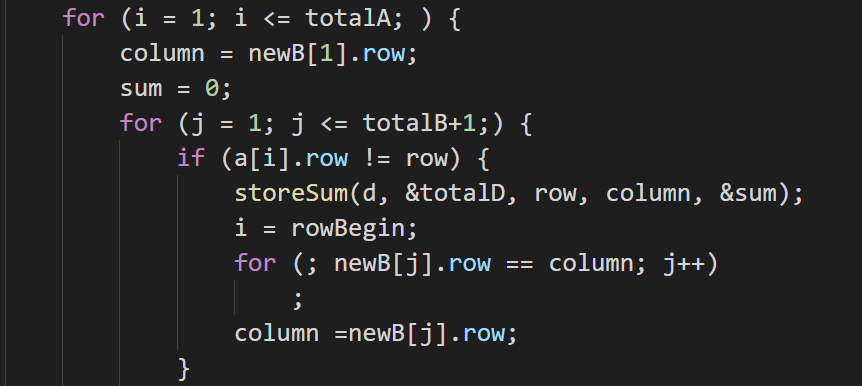 for (i = 1; i <= totalA; ) {
column = newB[1].row;
sum = 0;
for (j = 1; j <= totalB+1;) {
if (a[i].row != row) {
storeSum(d, &totalD, row, column, &sum);
i = rowBegin;
for (; newB[j].row == column; j++)
;
column =newB[j].row;
}